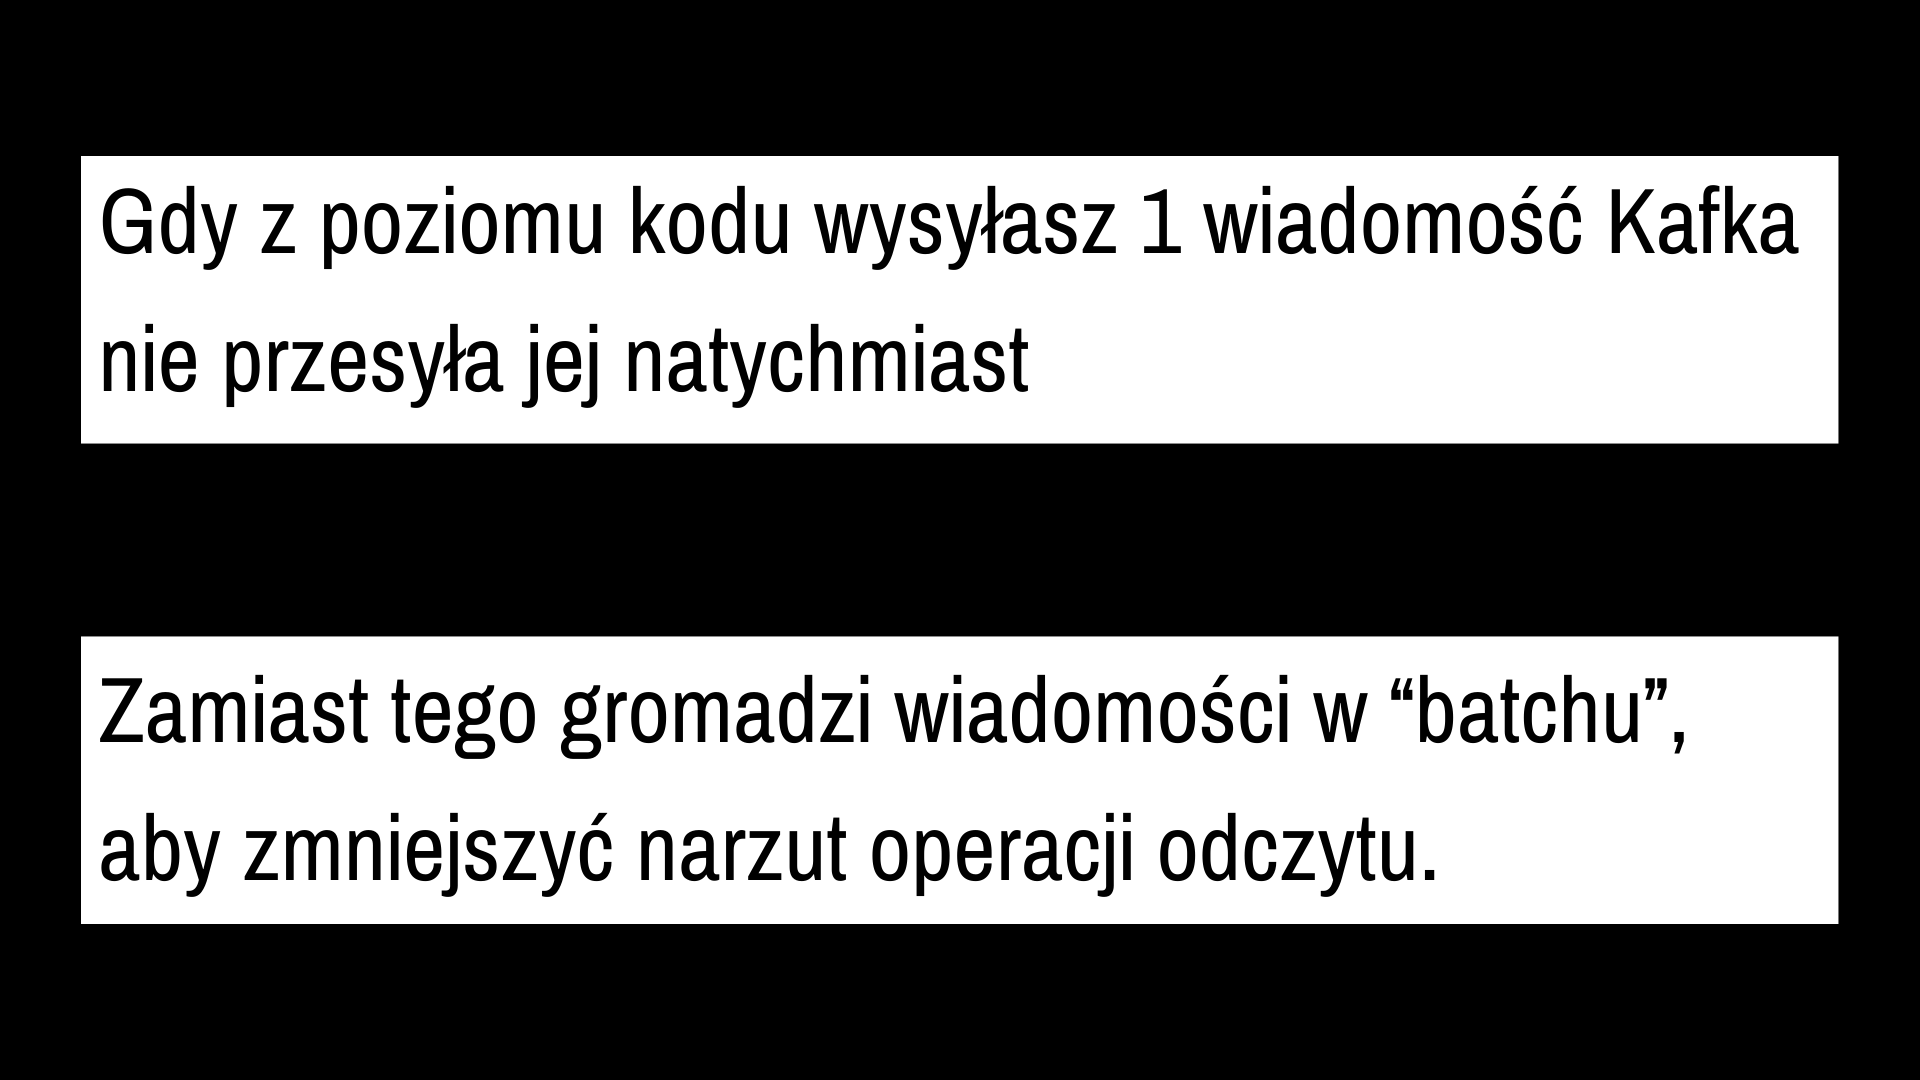 Gdy z poziomu kodu wysyłasz 1 wiadomość Kafka
nie przesyła jej natychmiast
Zamiast tego gromadzi wiadomości w “batchu”,
aby zmniejszyć narzut operacji odczytu.